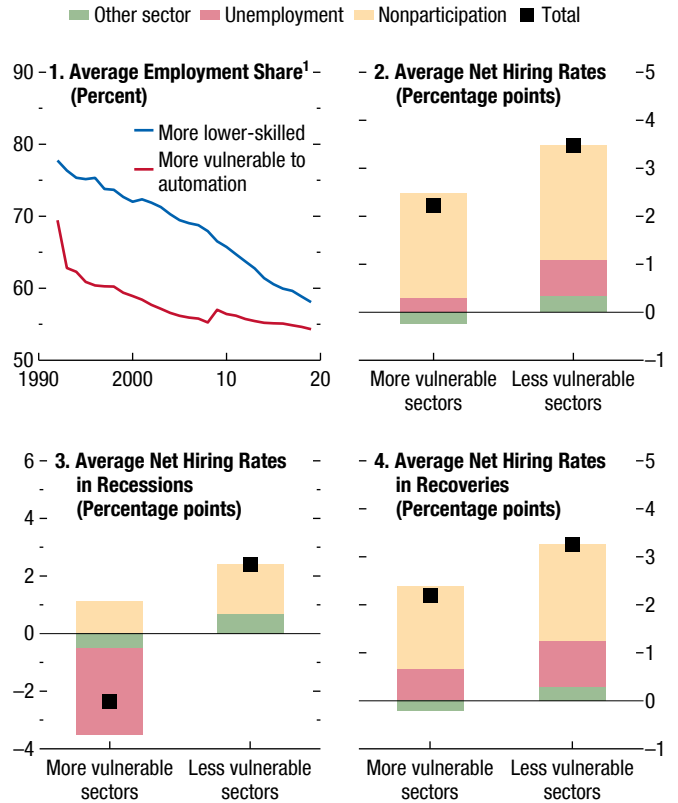 Other sector Unemployment Nonparticipation Total
1. Average Employment Share¹
(Percent)
More lower-skilled
More vulnerable to
automation
90
80
70
60
50
1990 2000 10 20
2. Average Net Hiring Rates
(Percentage points)
5
4
3
2
1
0
–1
More vulnerable
sectors
Less vulnerable
sectors
3. Average Net Hiring Rates
in Recessions
(Percentage points)
6
4
2
0
–2
–4
More vulnerable
sectors
Less vulnerable
sectors
4. Average Net Hiring Rates
in Recoveries
(Percentage points)
5
4
3
2
1
0
–1
More vulnerable
sectors
Less vulnerable
sectors